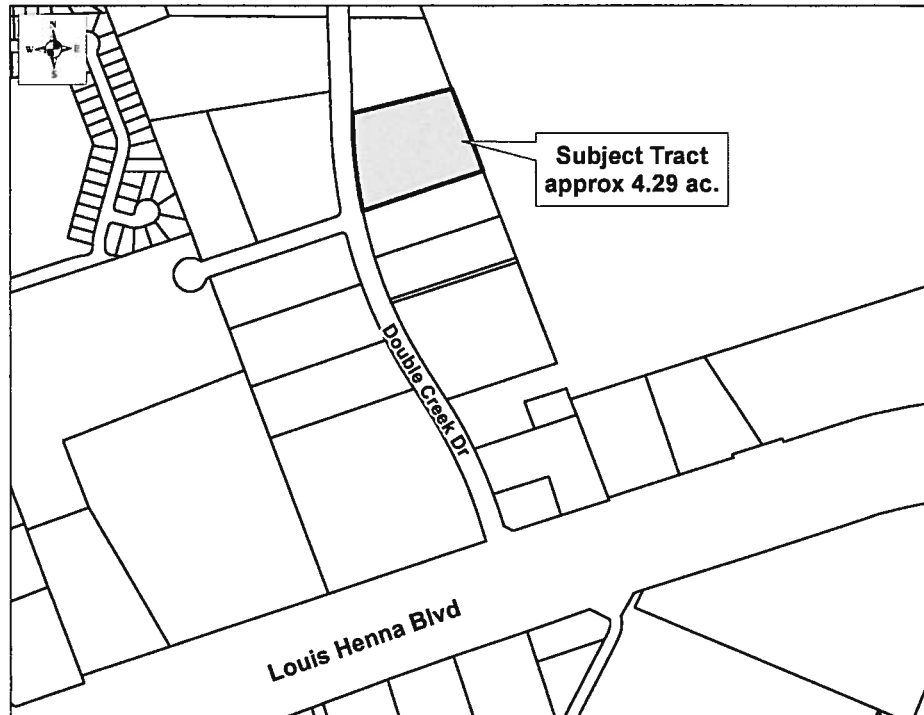 N
W
E
S
Subject Tract
approx 4.29 ac.
Double Creek Dr
Louis Henna Blvd